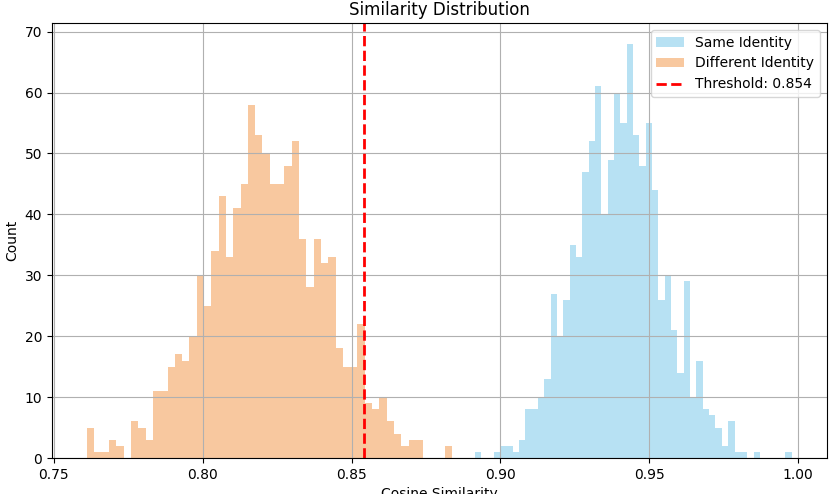 Similarity Distribution
Same Identity
Different Identity
Threshold: 0.854
70
60
50
40
30
20
10
0
Count
0.75 0.80 0.85 0.90 0.95 1.00
Cosine Similarity